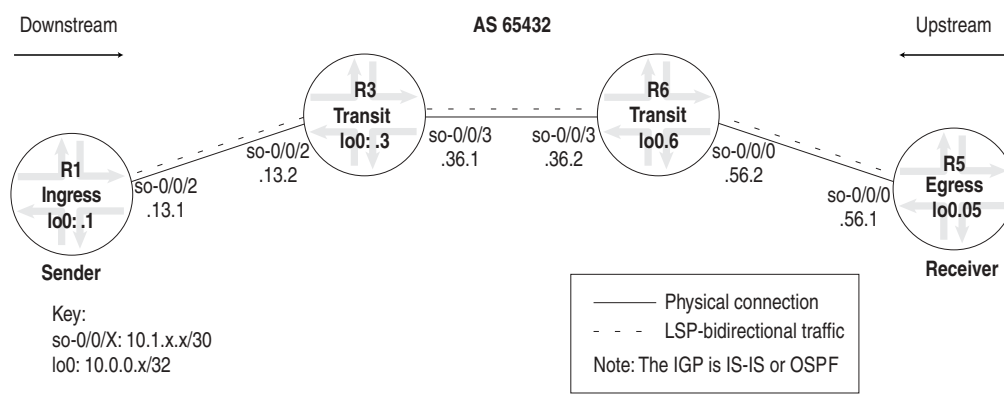 Downstream
AS 65432
Upstream
R3
Transit
lo0: .3
R6
Transit
lo0.6
so-0/0/2
.13.2
so-0/0/3
.36.1
so-0/0/3
.36.2
so-0/0/0
.56.2
R1
Ingress
lo0: .1
so-0/0/2
.13.1
so-0/0/0
.56.1
R5
Egress
lo0.05
Sender
Receiver
Key:
so-0/0/X: 10.1.x.x/30
lo0: 10.0.0.x/32
Physical connection
LSP-bidirectional traffic
Note: The IGP is IS-IS or OSPF